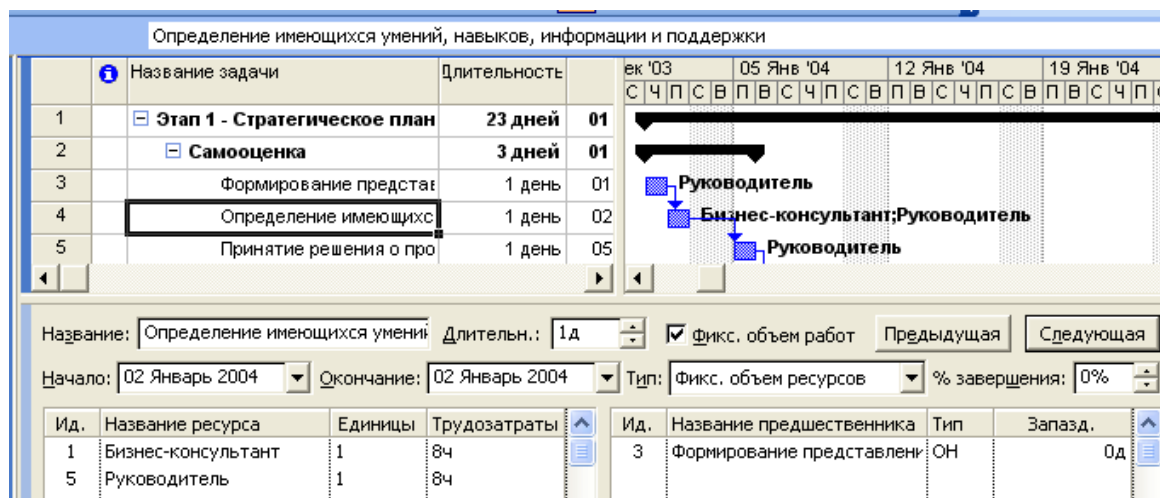 Определение имеющихся умений, навыков, информации и поддержки
Название задачи Длительность ек '03 05 Янв '04 12 Янв '04 19 Янв '04
С Ч П С В П В С Ч П С В П В С Ч П С В П В С Ч П
1 Этап 1 - Стратегическое план 23 дней 01
2 Самооценка 3 дней 01
3 Формирование представ 1 день 01 Руководитель
4 Определение имеющихс 1 день 02 Бизнес-консультант;Руководитель
5 Принятие решения о про 1 день 05 Руководитель
Название: Определение имеющихся умений Длительн.: 1д Фикс. объем работ Предыдущая Следующая
Начало: 02 Январь 2004 Окончание: 02 Январь 2004 Тип: Фикс. объем ресурсов % завершения: 0%
Ид. Название ресурса Единицы Трудозатраты Ид. Название предшественника Тип Запазд.
1 Бизнес-консультант 1 8ч 3 Формирование представлени ОН 0д
5 Руководитель 1 8ч